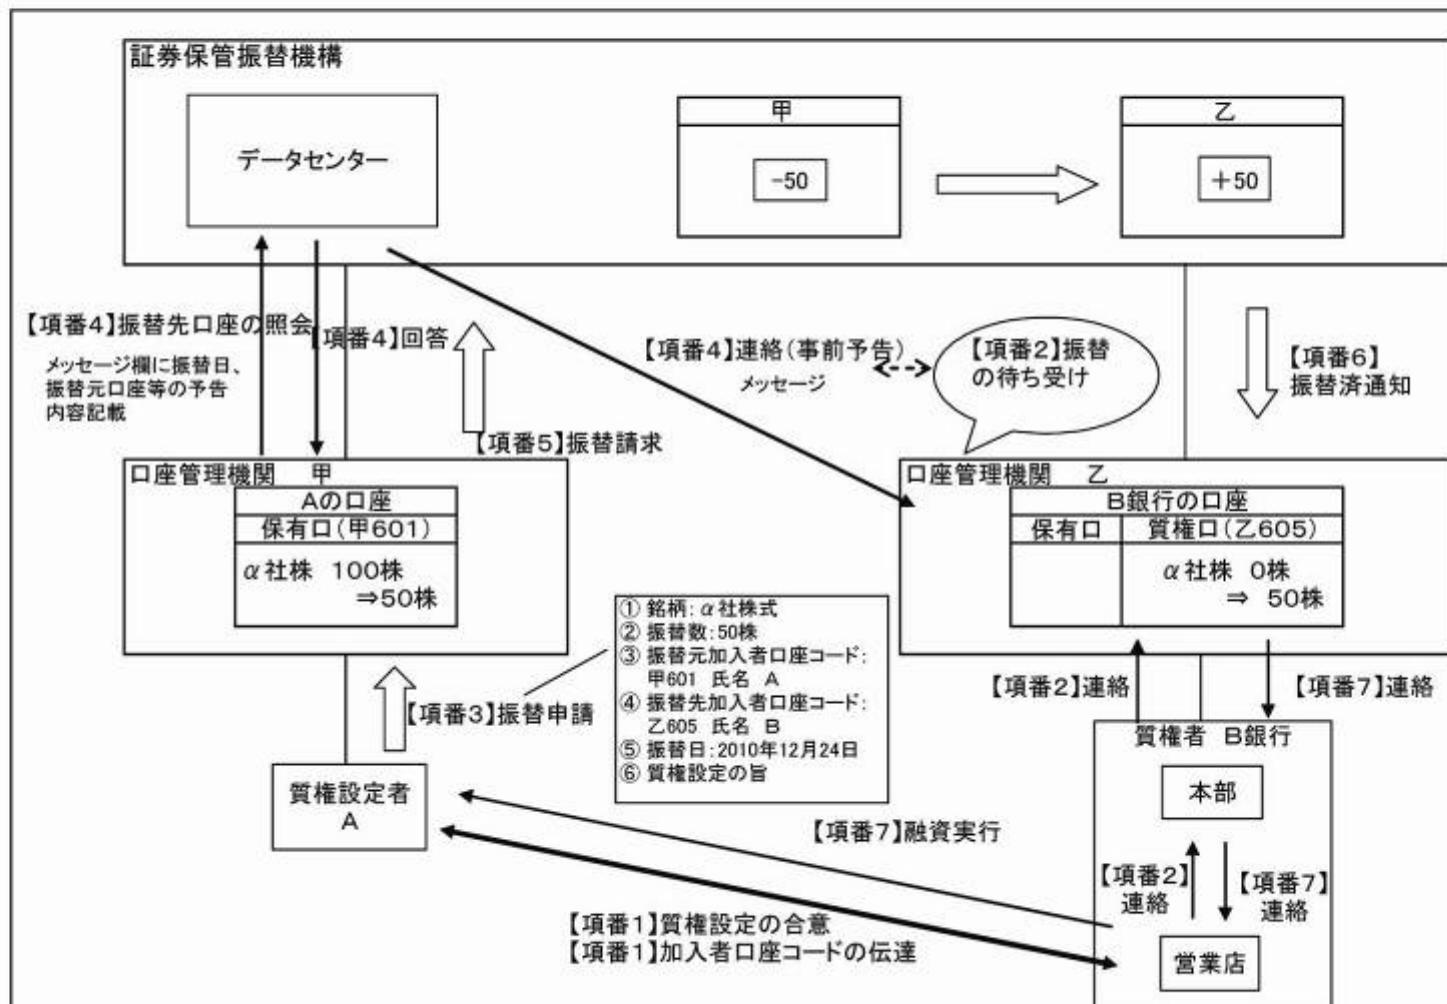 証券保管振替機構
データセンター
甲
-50
乙
+50
【項番4】振替先口座の照会
メッセージ欄に振替日、
振替元口座等の予告
内容記載
【項番4】回答
【項番5】振替請求
【項番4】連絡(事前予告)
メッセージ
【項番2】振替
の待ち受け
【項番6】
振替済通知
口座管理機関 甲
Aの口座
保有口(甲601)
α社株 100株
⇒50株
口座管理機関 乙
B銀行の口座
保有口 質権口(乙605)
α社株 0株
⇒ 50株
① 銘柄:α社株式
② 振替数:50株
③ 振替元加入者口座コード:
甲601 氏名 A
④ 振替先加入者口座コード:
乙605 氏名 B
⑤ 振替日:2010年12月24日
⑥ 質権設定の旨
【項番3】振替申請
【項番2】連絡
【項番7】連絡
質権設定者
A
質権者 B銀行
本部
【項番2】
連絡
【項番7】
連絡
営業店
【項番7】融資実行
【項番1】質権設定の合意
【項番1】加入者口座コードの伝達